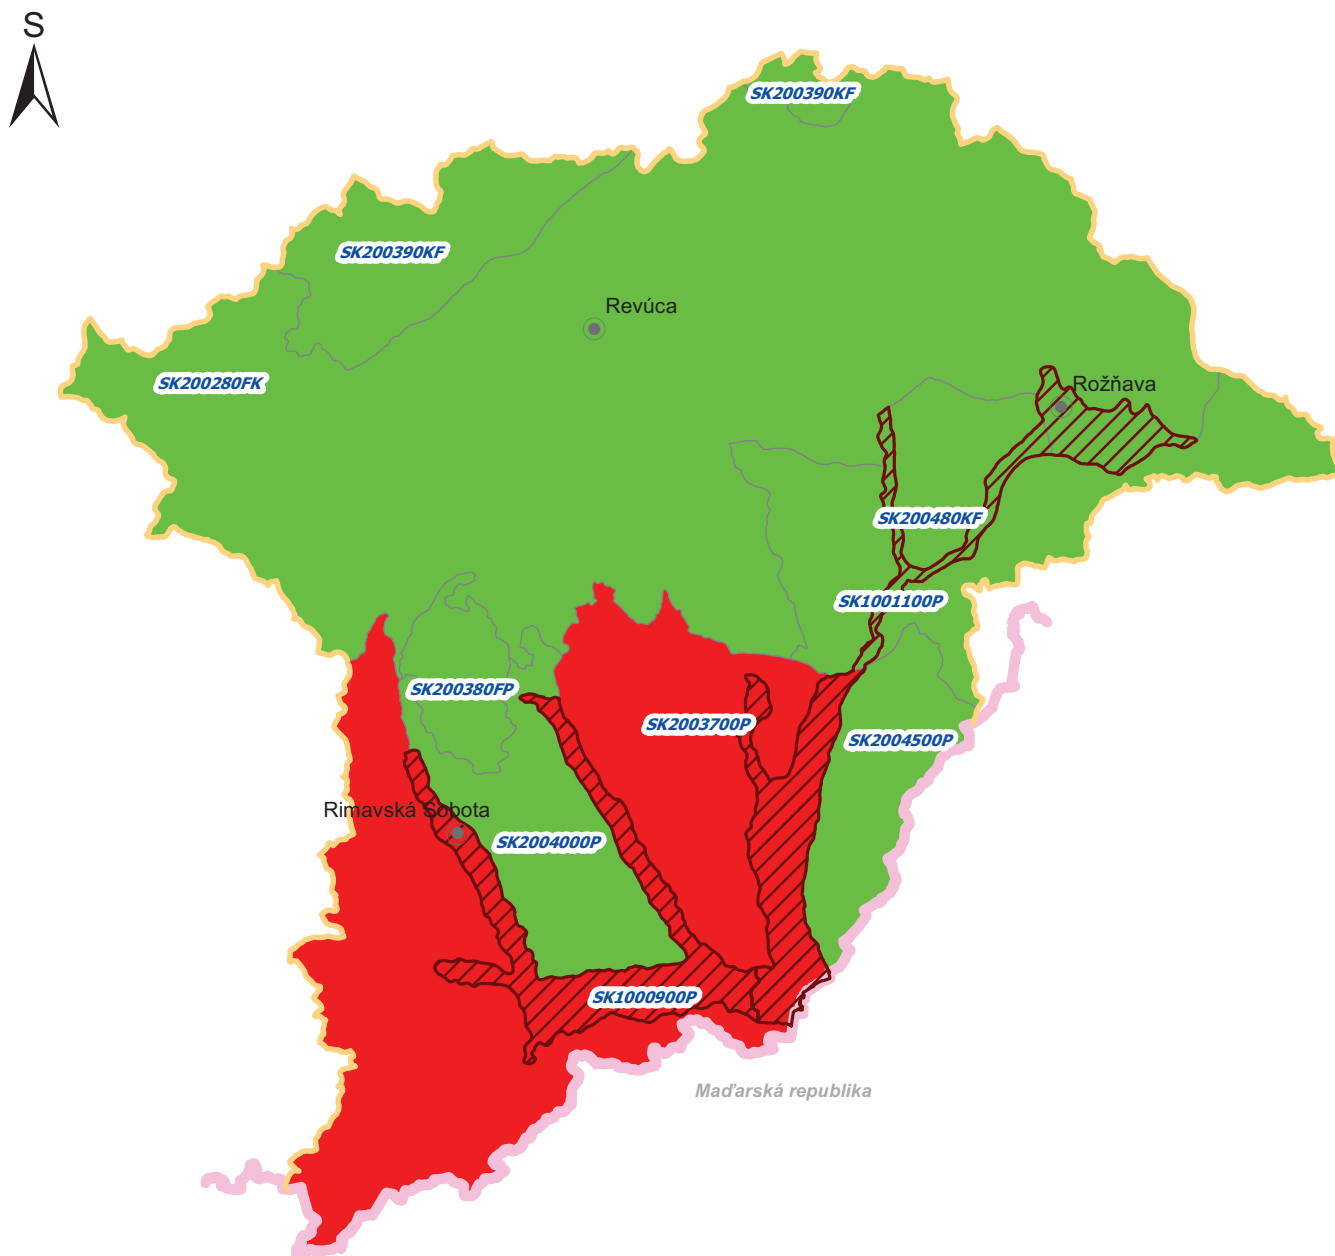 S
SK200390KF
SK200390KF
Revúca
SK200280FK
Rožňava
SK200480KF
SK1001100P
SK200380FP
SK2003700P
SK2004500P
Rimavská Sobota
SK2004000P
SK1000900P
Maďarská republika